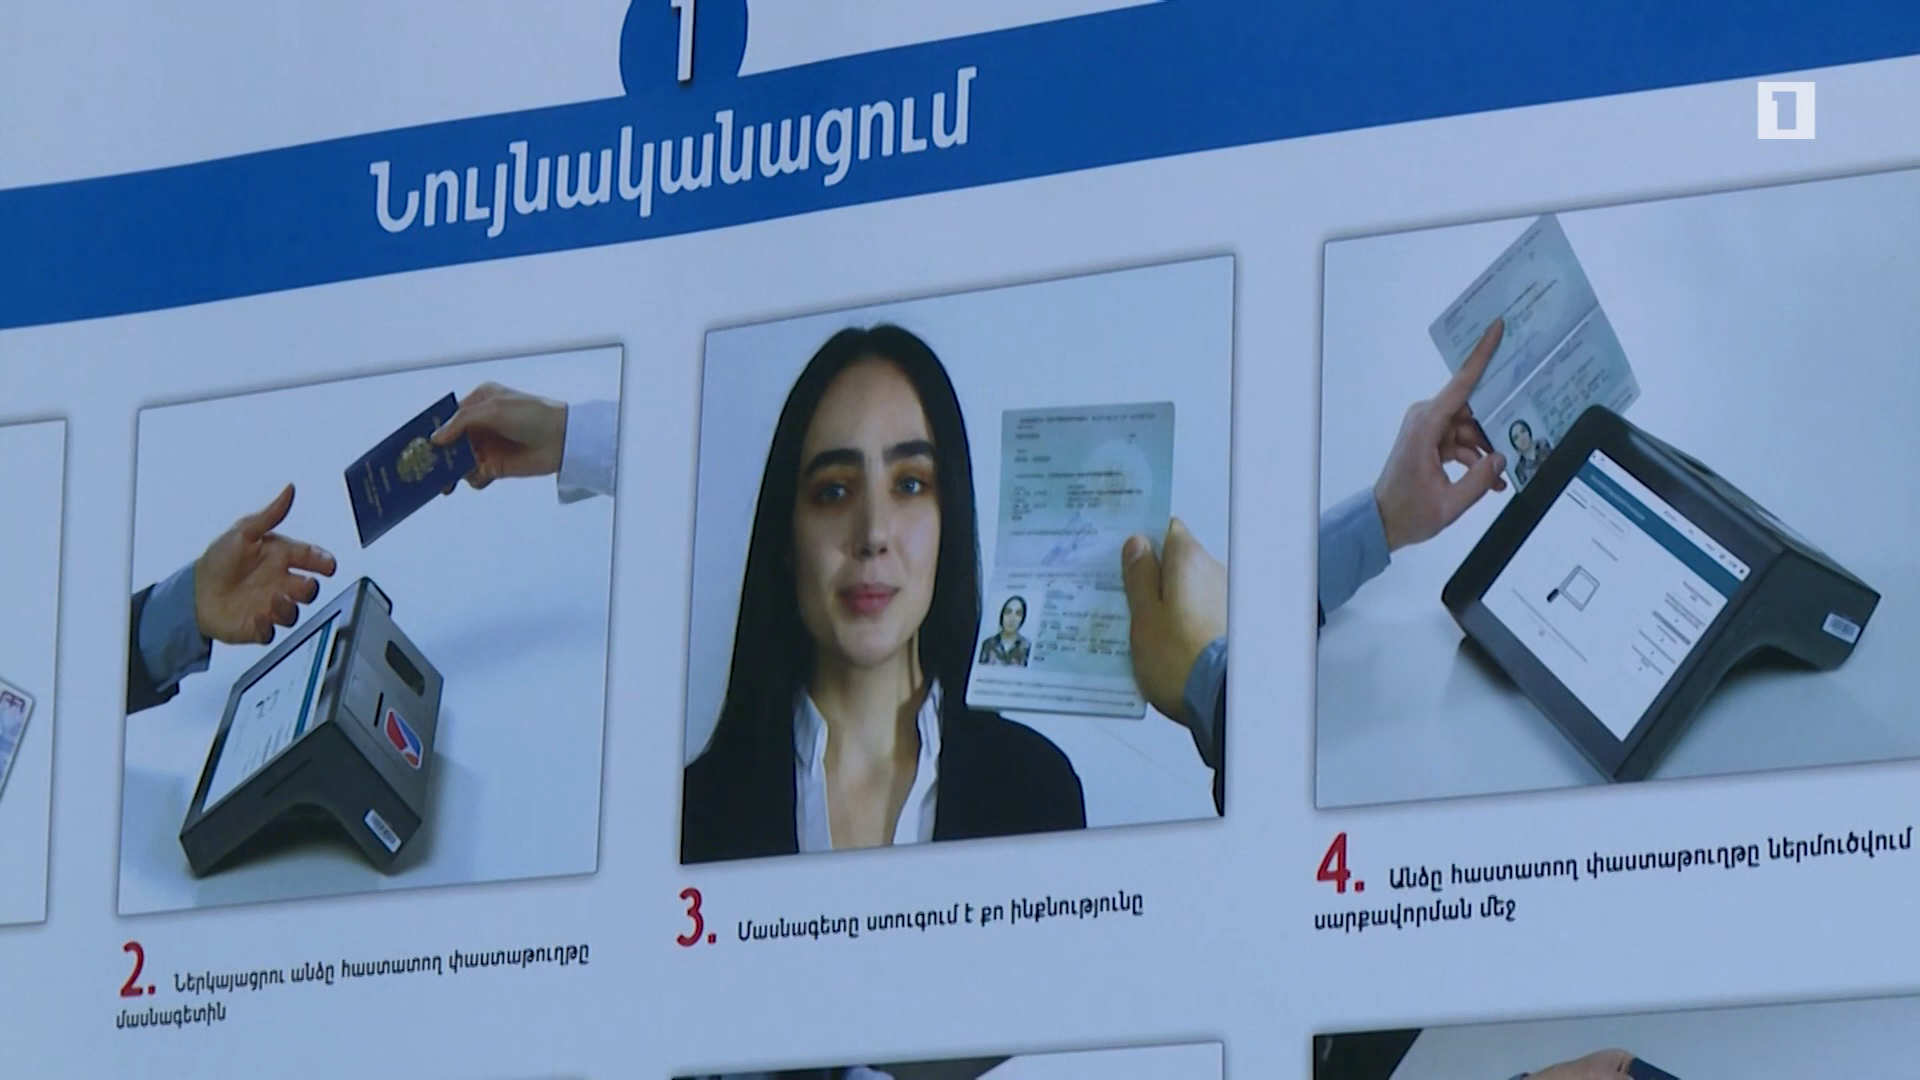 1
1
Նույնականացում
2. Ներկայացրու անձը հաստատող փաստաթուղթը
մասնագետին
3. Մասնագետը ստուգում է քո ինքնությունը
4. Անձը հաստատող փաստաթուղթը ներմուծվում
սարքավորման մեջ